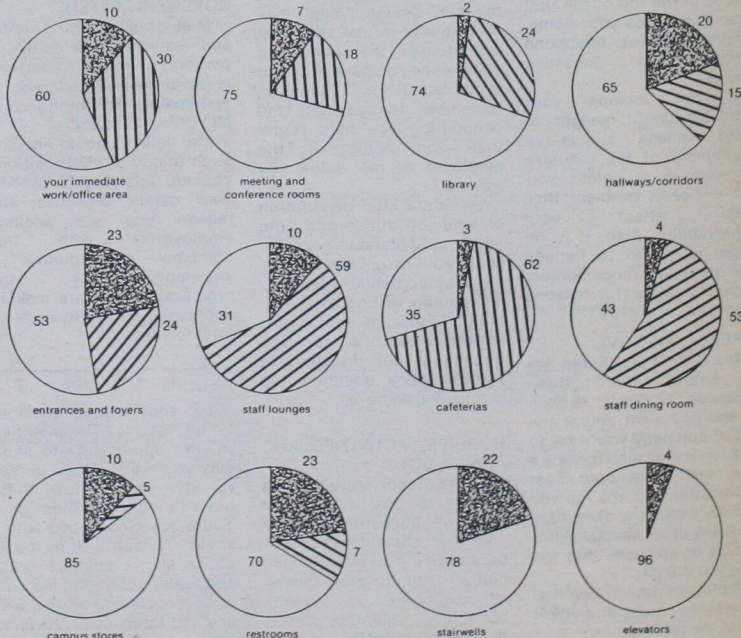 10
30
60
your immediate
work/office area
7
18
75
meeting and
conference rooms
2
24
74
library
20
15
65
hallways/corridors
23
24
53
entrances and foyers
10
59
31
staff lounges
3
62
35
cafeterias
4
53
43
staff dining room
10
5
85
campus stores
23
7
70
restrooms
22
78
stairwells
4
96
elevators